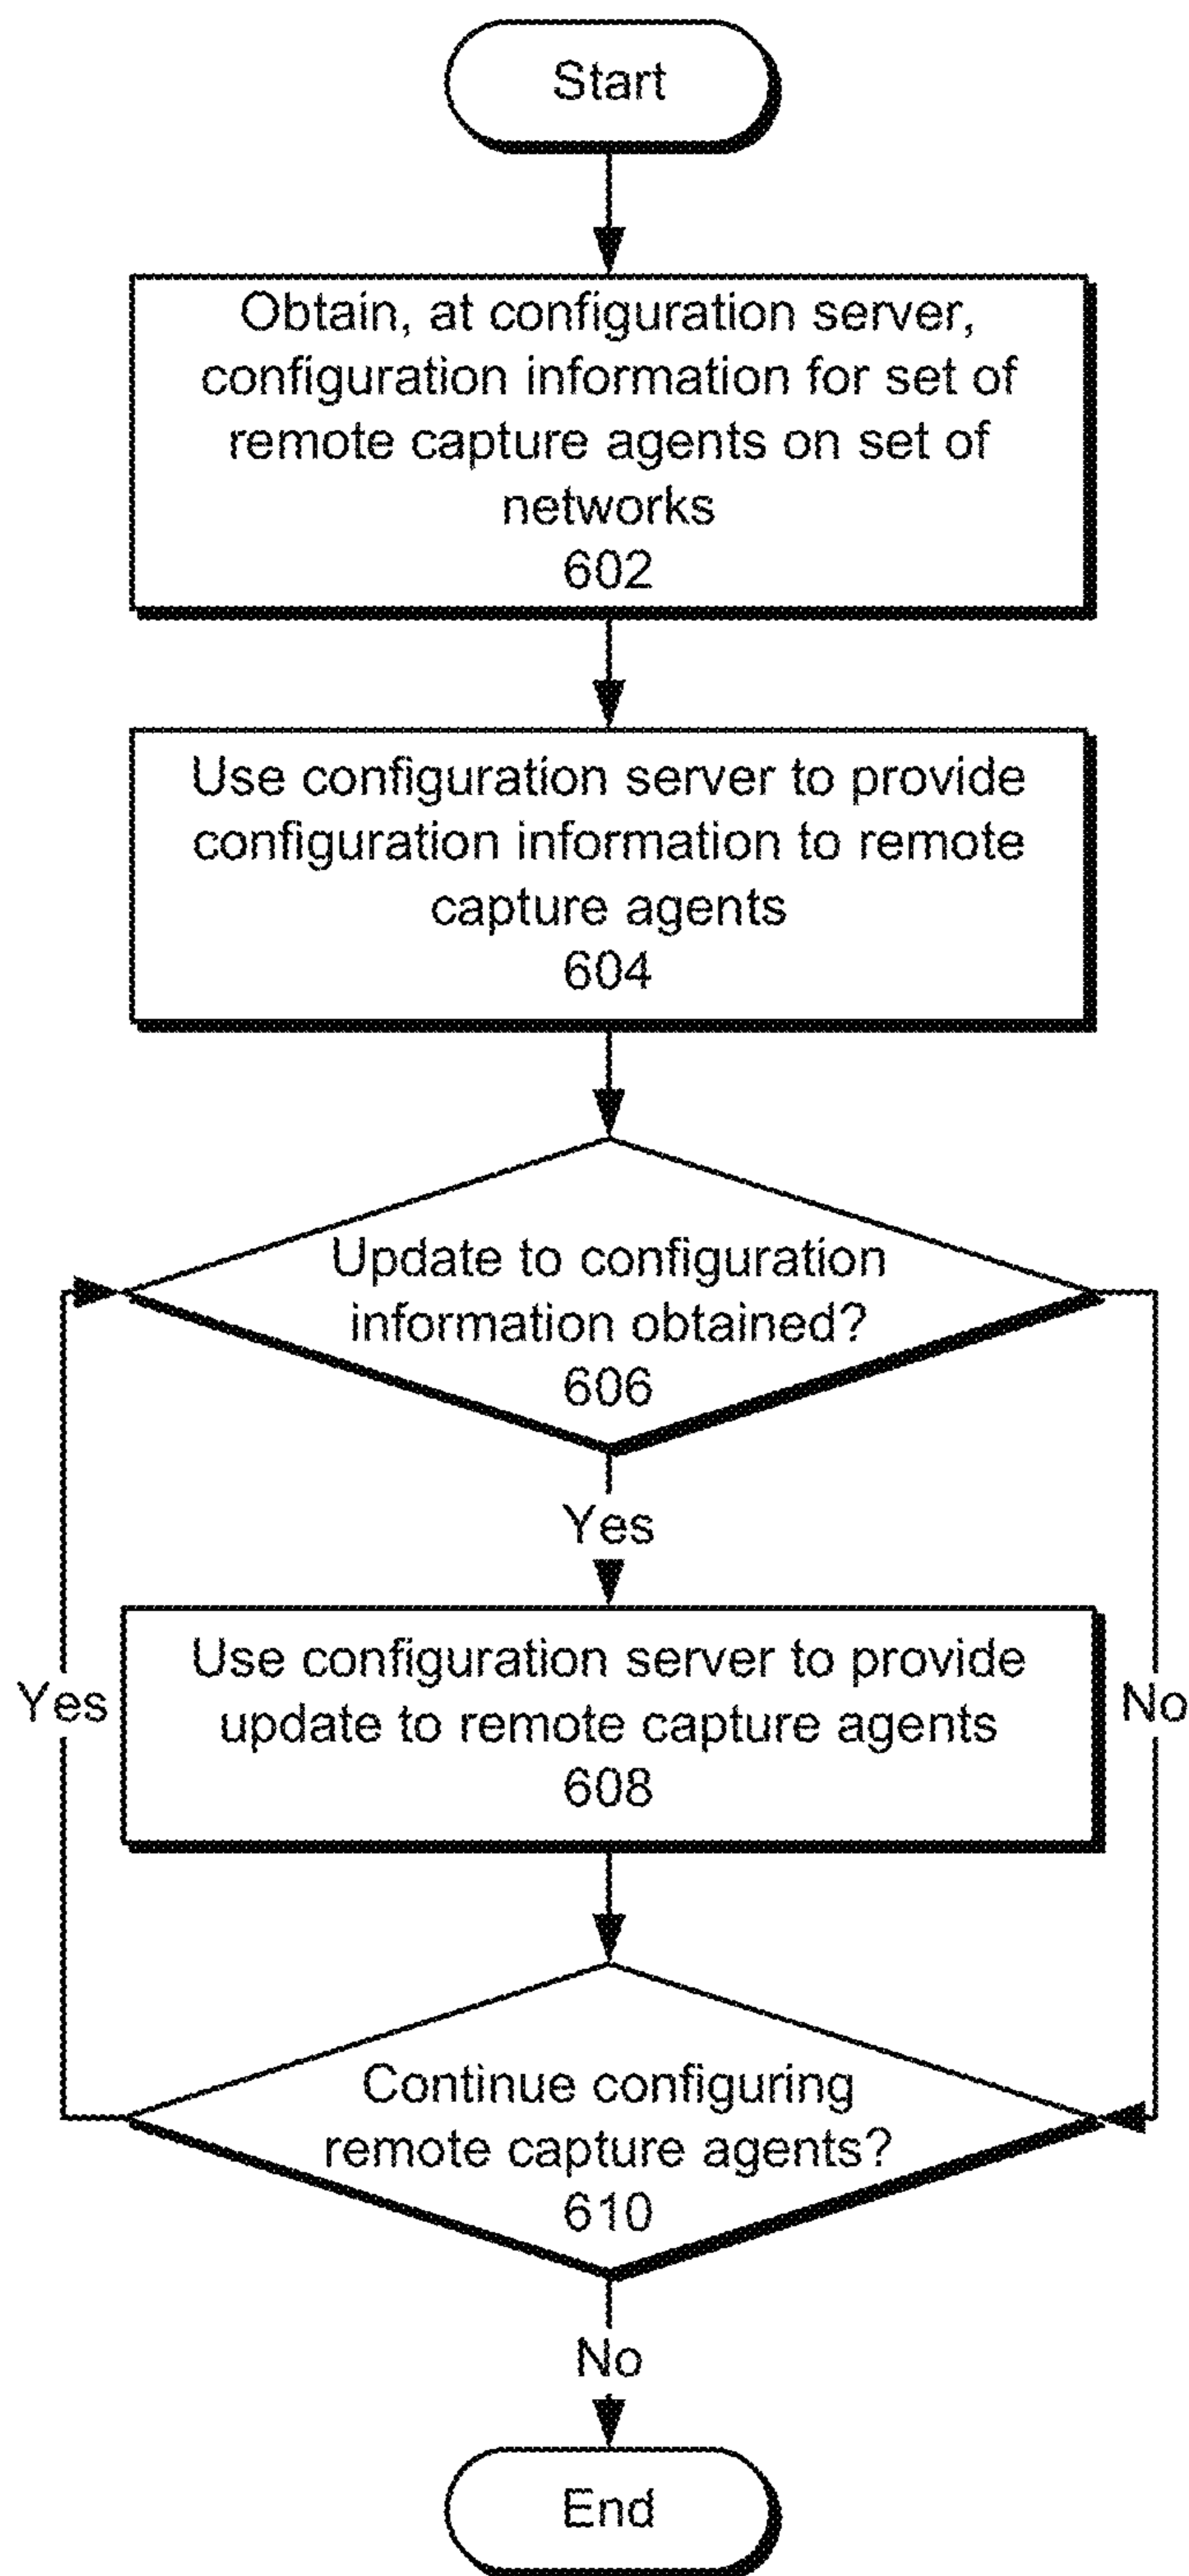 Start
Obtain, at configuration server,
configuration information for set of
remote capture agents on set of
networks
602
Use configuration server to provide
configuration information to remote
capture agents
604
Update to configuration
information obtained?
606
Yes
Use configuration server to provide
update to remote capture agents
608
Yes
No
Continue configuring
remote capture agents?
610
No
End